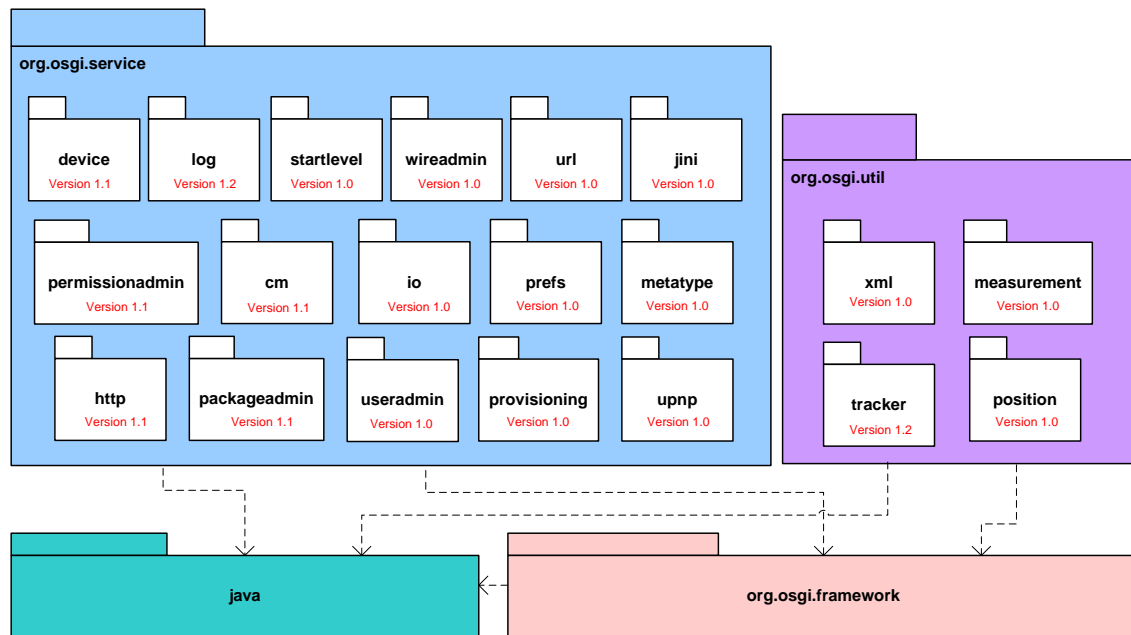 org.osgi.service
device
Version 1.1
log
Version 1.2
startlevel
Version 1.0
wireadmin
Version 1.0
url
Version 1.0
jini
Version 1.0
permissionadmin
Version 1.1
cm
Version 1.1
io
Version 1.0
prefs
Version 1.0
metatype
Version 1.0
http
Version 1.1
packageadmin
Version 1.1
useradmin
Version 1.0
provisioning
Version 1.0
upnp
Version 1.0
org.osgi.util
xml
Version 1.0
measurement
Version 1.0
tracker
Version 1.2
position
Version 1.0
java
org.osgi.framework